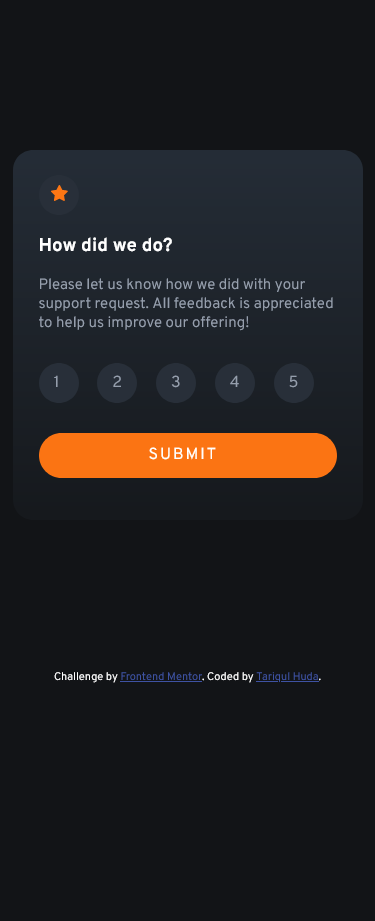 How did we do?
Please let us know how we did with your
support request. All feedback is appreciated
to help us improve our offering!
1 2 3 4 5
SUBMIT
Challenge by Frontend Mentor. Coded by Tariqul Huda.